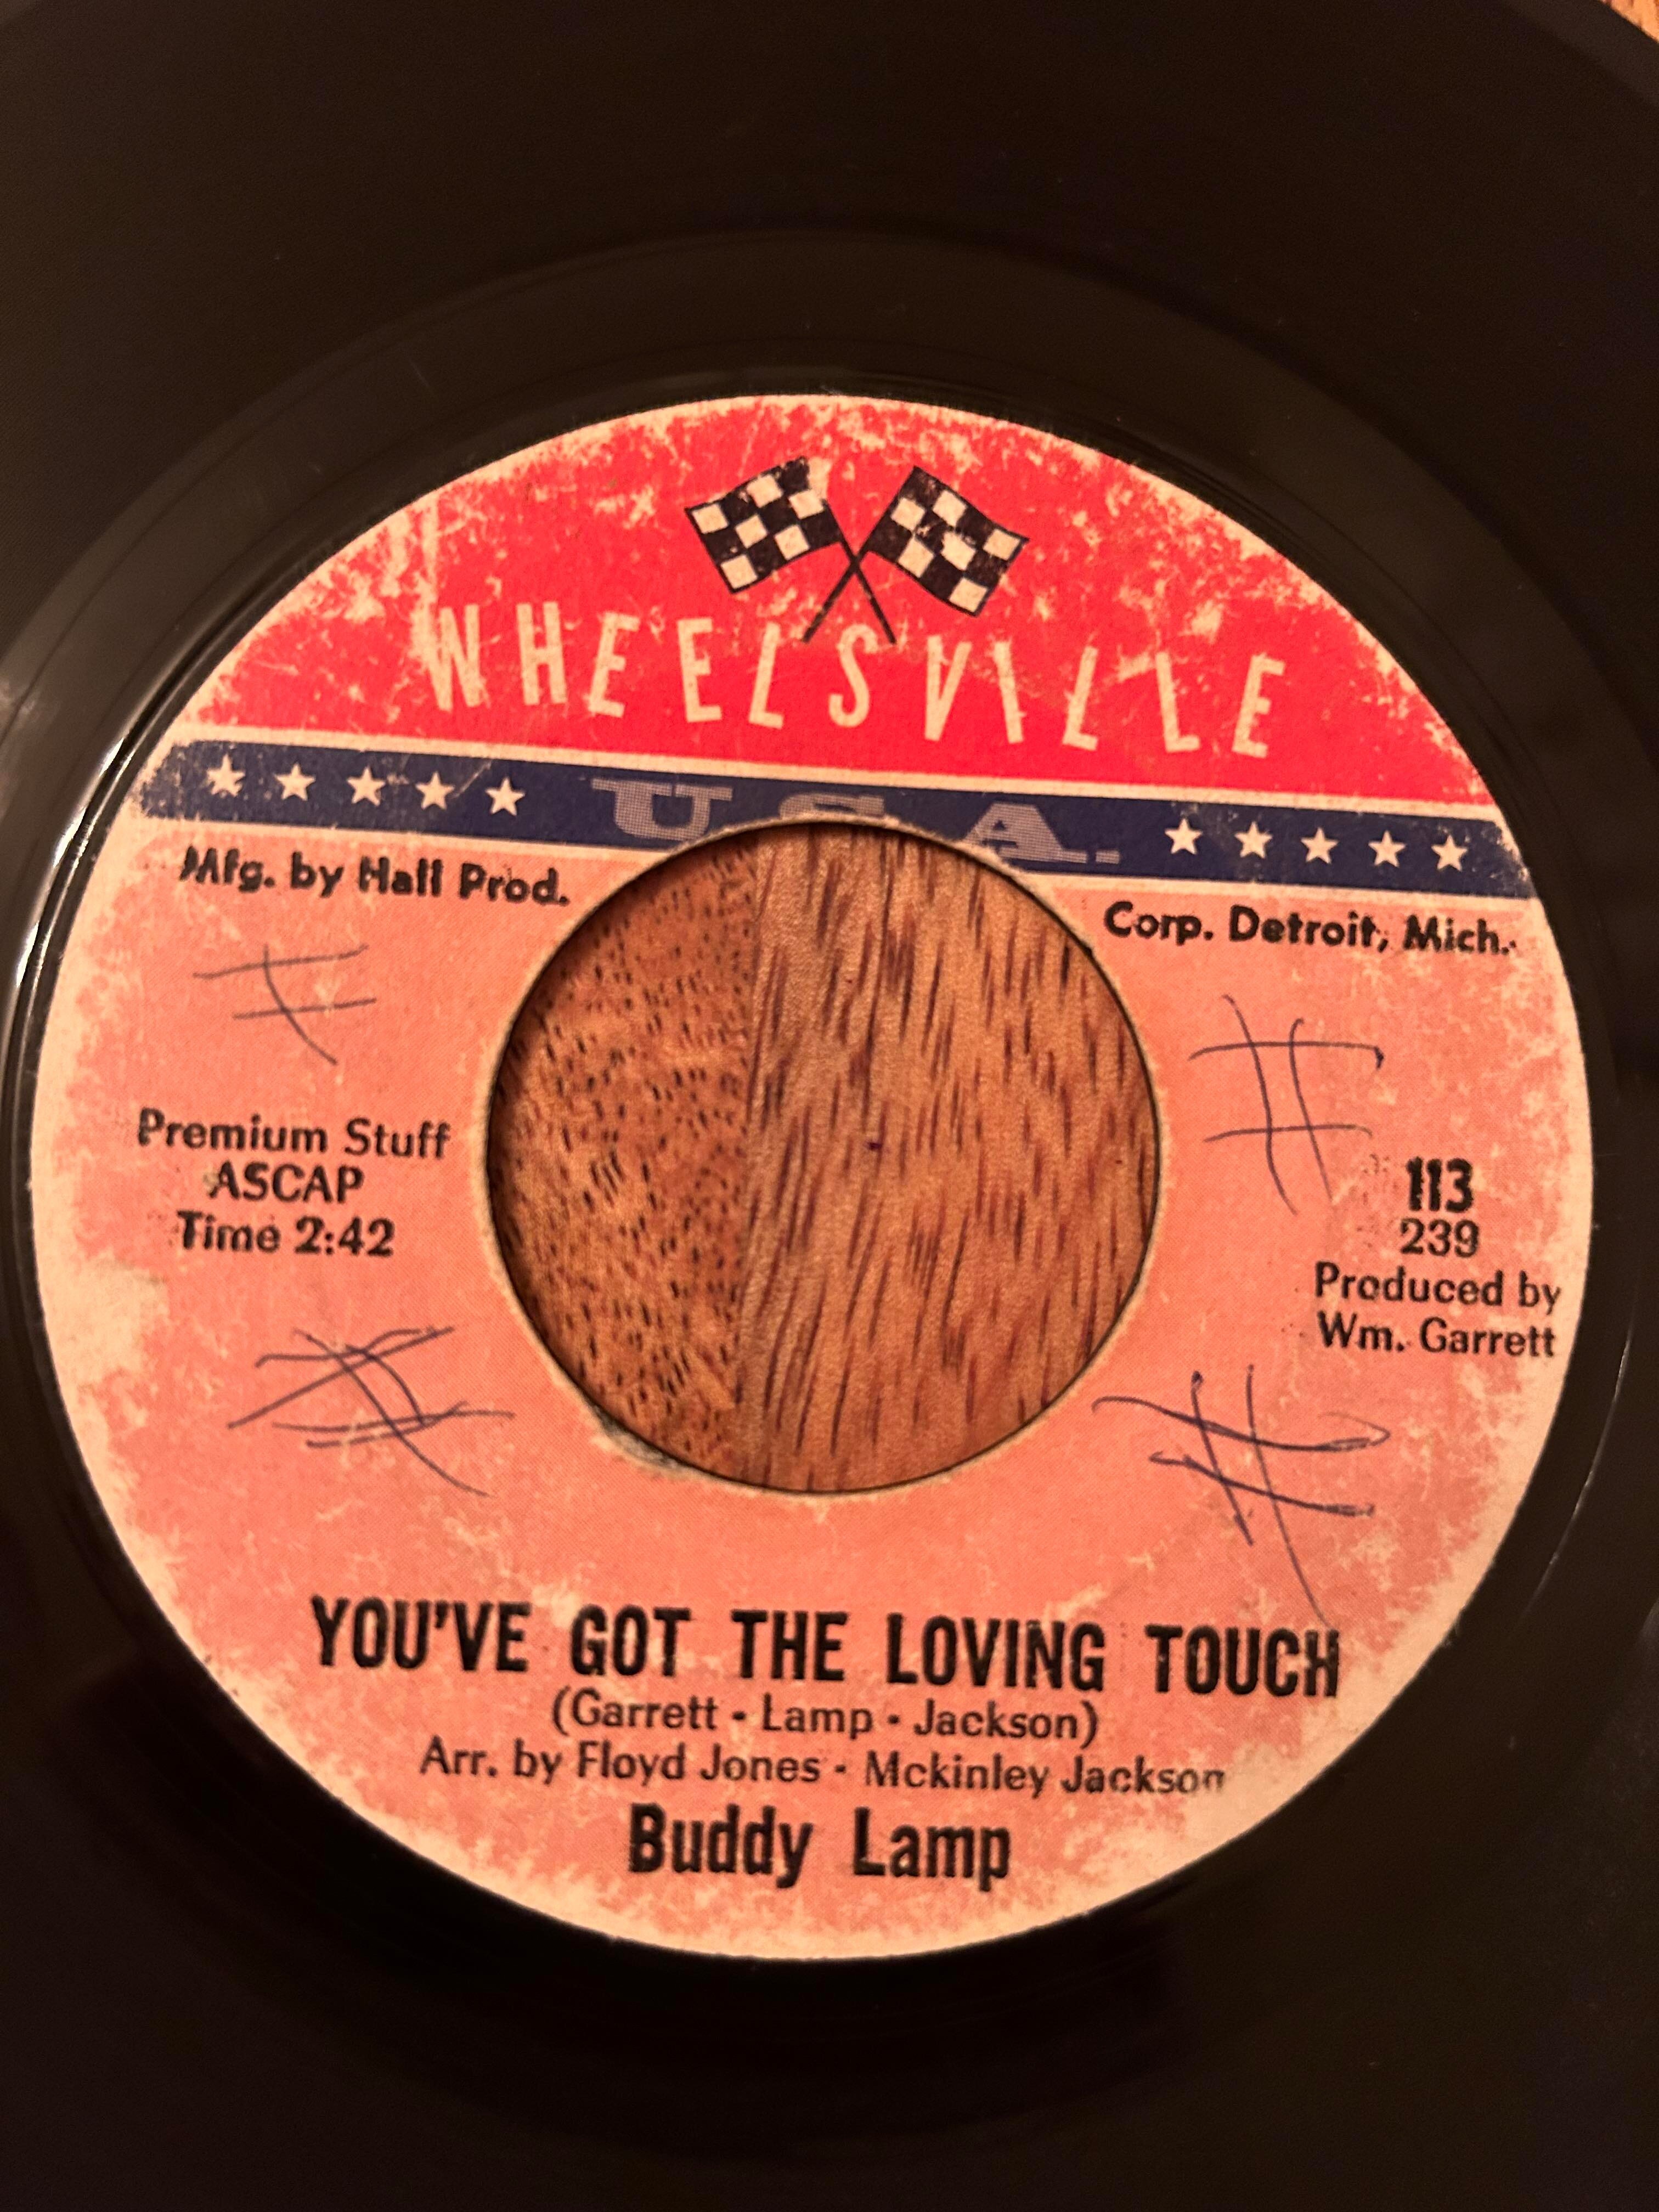 WHEELSVILLE
U.S.A.
Mfg. by Hall Prod. Corp. Detroit, Mich.
Premium Stuff
ASCAP
Time 2:42
113
239
Produced by
Wm. Garrett
YOU'VE GOT THE LOVING TOUCH
(Garrett - Lamp - Jackson)
Arr. by Floyd Jones - Mckinley Jackson
Buddy Lamp